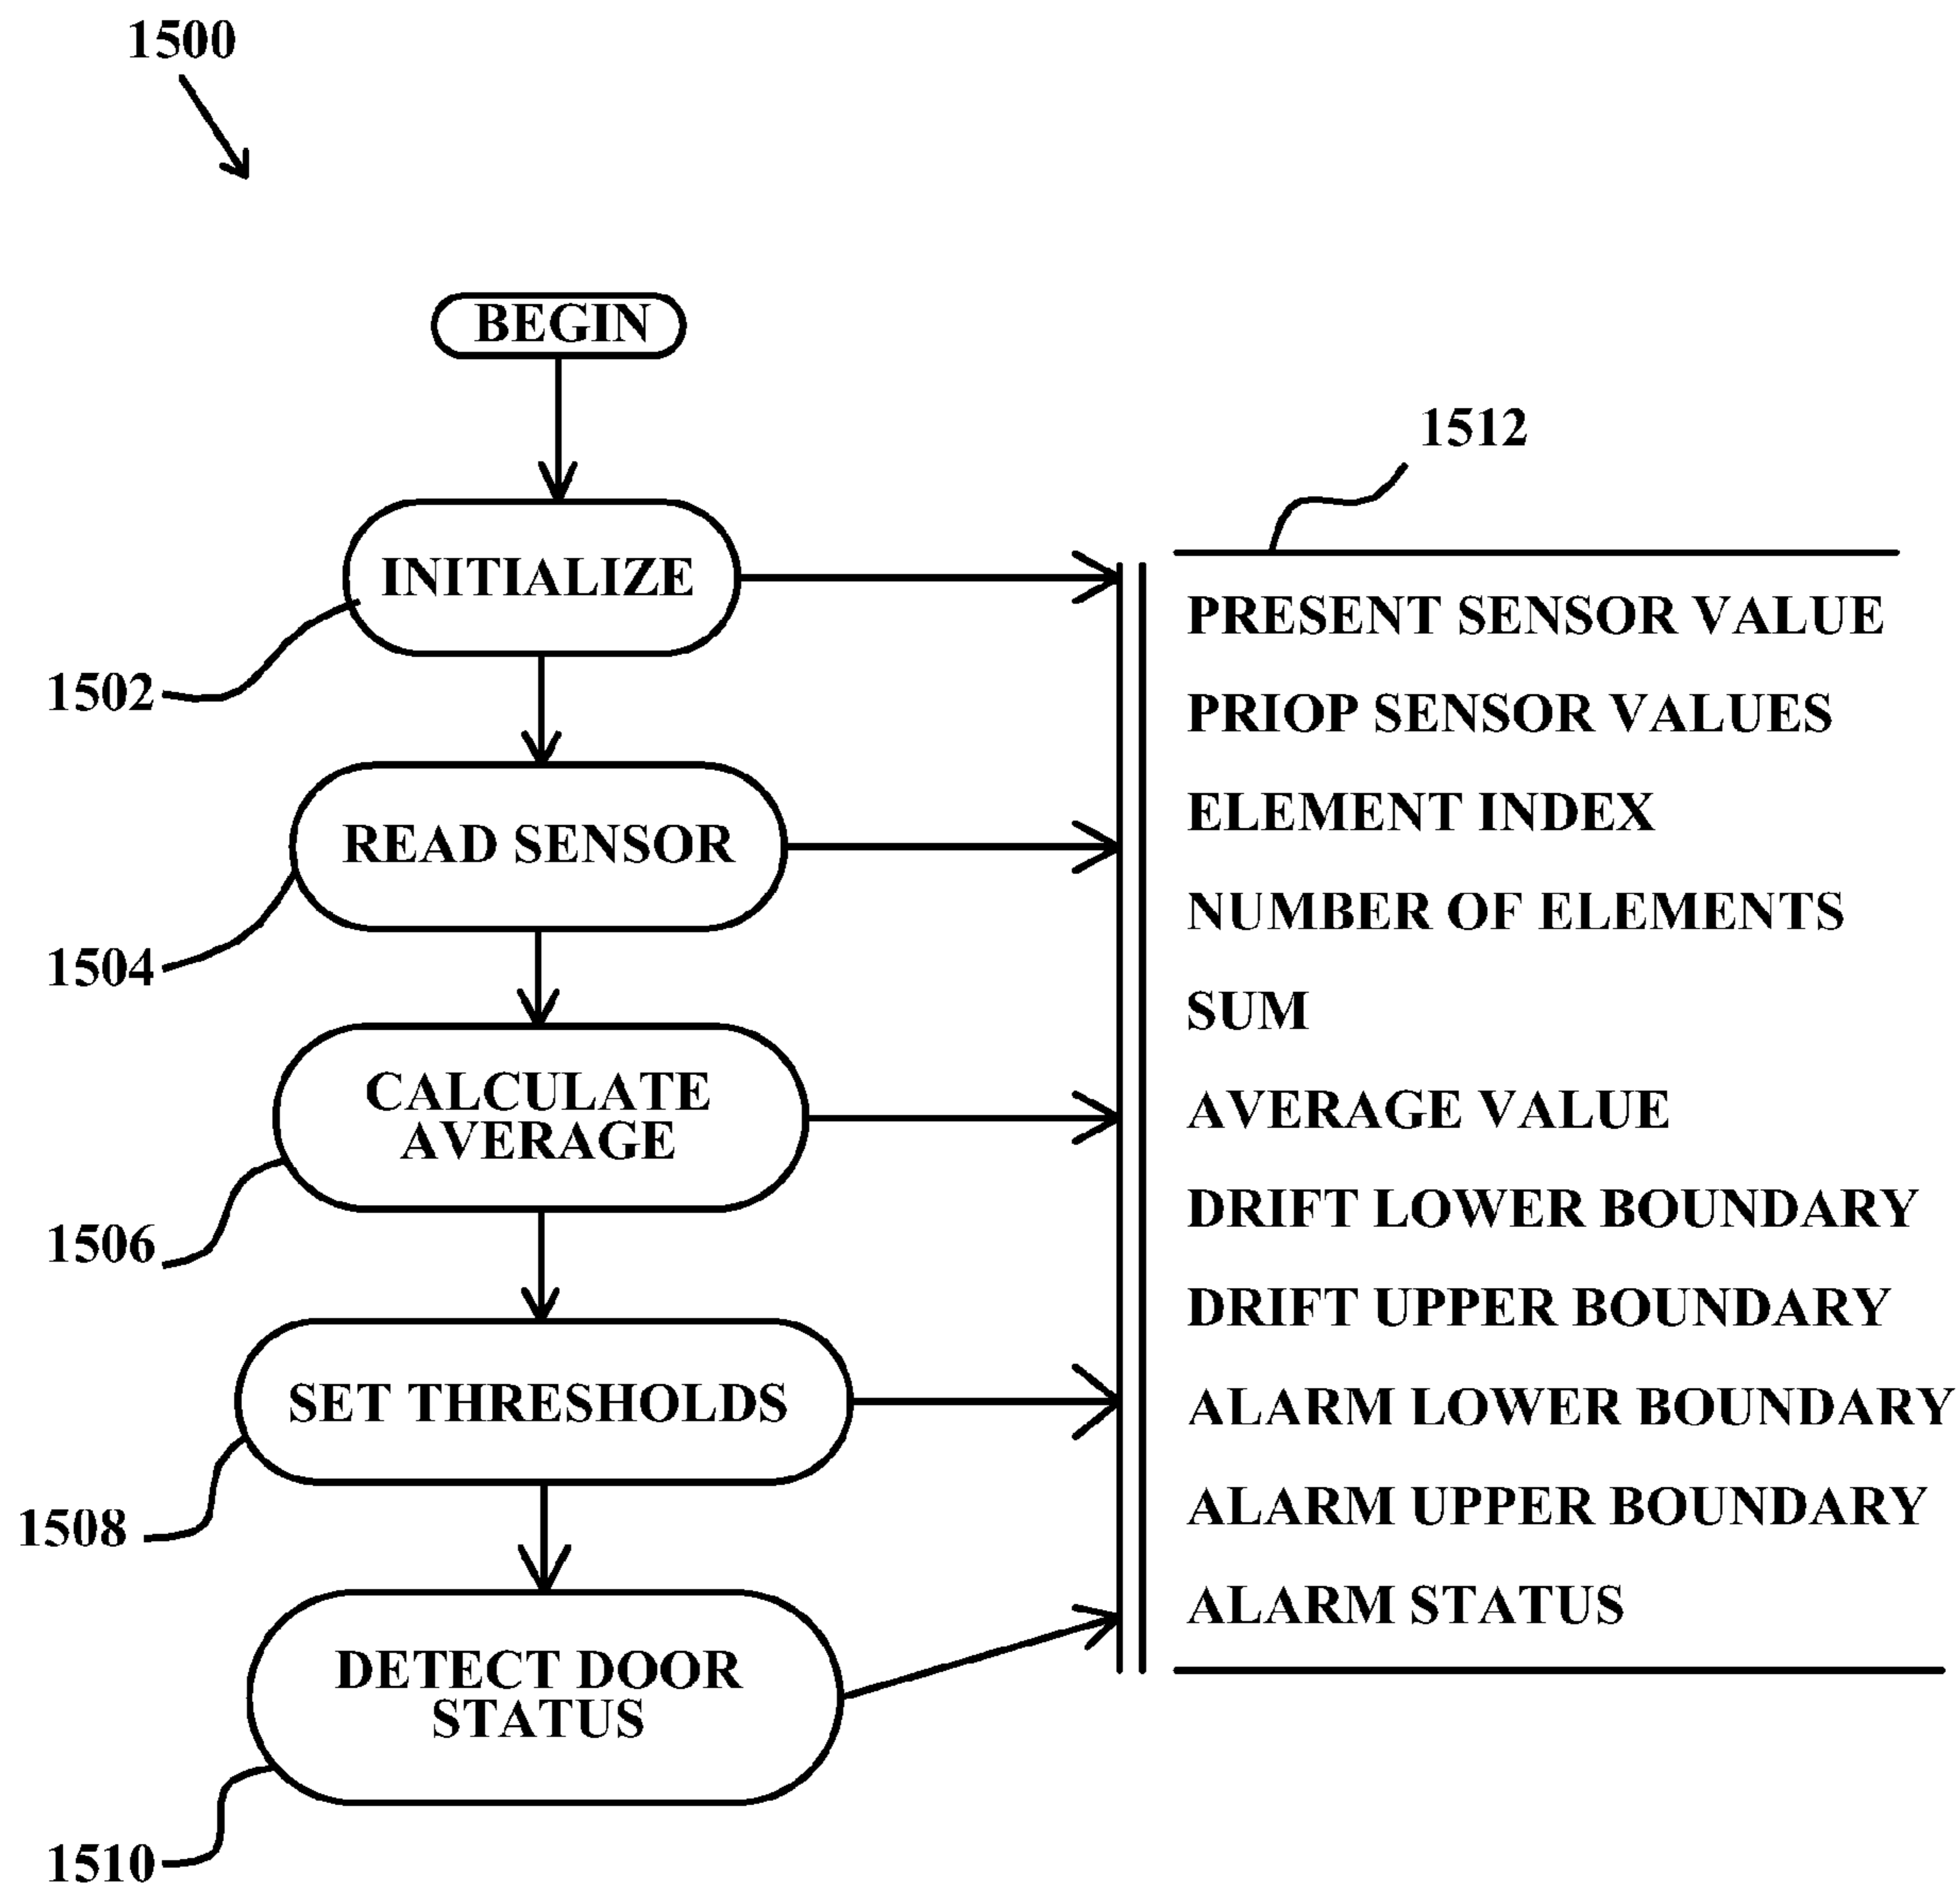 1500
BEGIN
1512
INITIALIZE
1502
READ SENSOR
1504
CALCULATE
AVERAGE
1506
SET THRESHOLDS
1508
DETECT DOOR
STATUS
1510
PRESENT SENSOR VALUE
PRIOP SENSOR VALUES
ELEMENT INDEX
NUMBER OF ELEMENTS
SUM
AVERAGE VALUE
DRIFT LOWER BOUNDARY
DRIFT UPPER BOUNDARY
ALARM LOWER BOUNDARY
ALARM UPPER BOUNDARY
ALARM STATUS